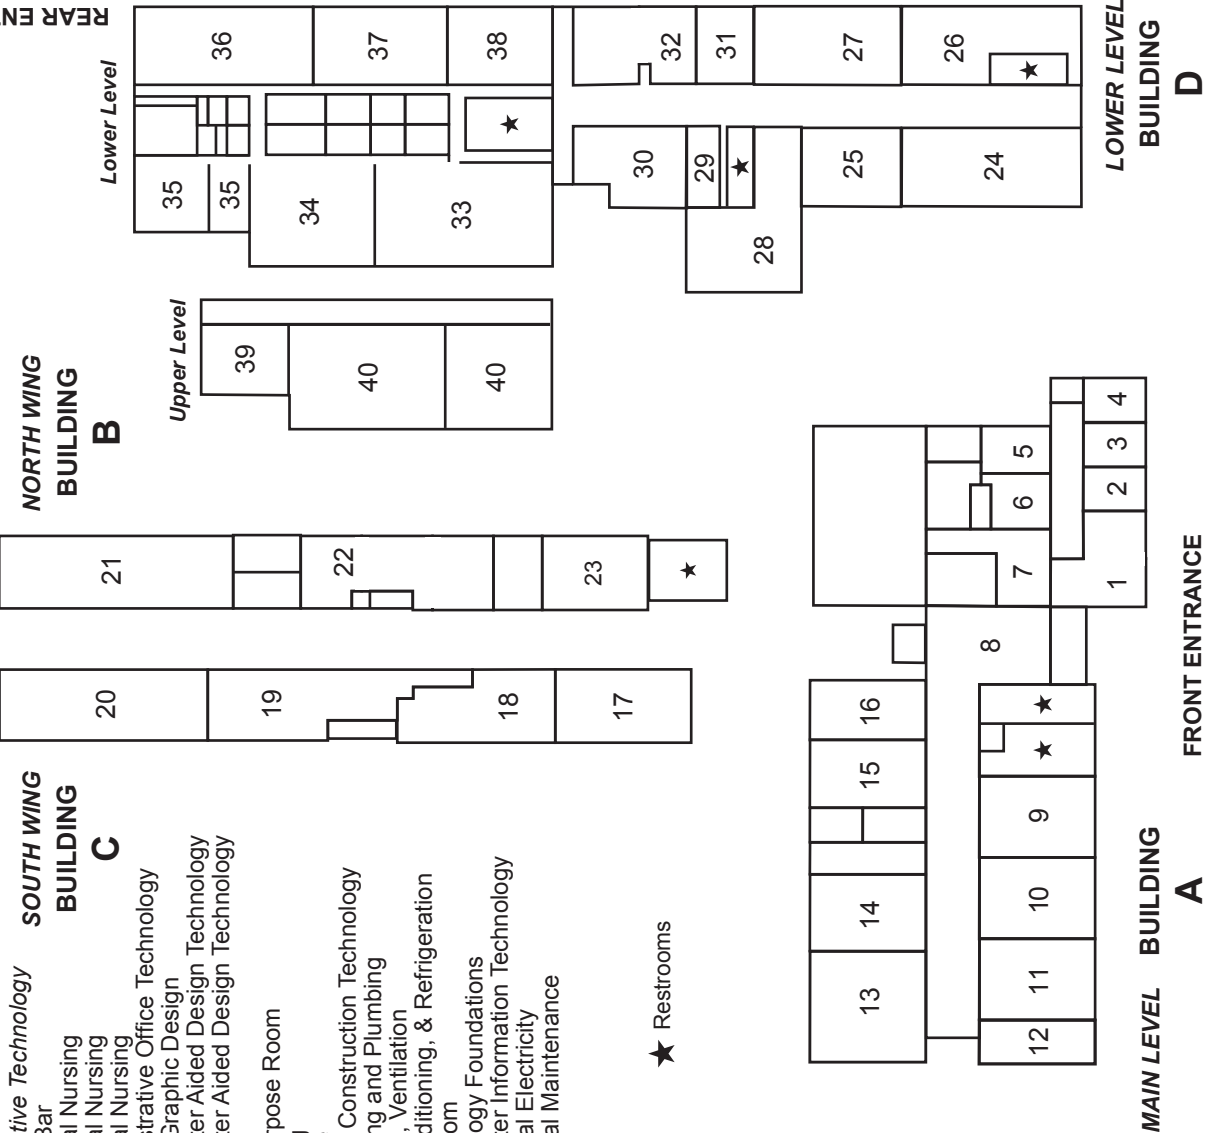 tive Technology
Bar
al Nursing
al Nursing
al Nursing
strative Office Technology
Graphic Design
ter Aided Design Technology
ter Aided Design Technology
rpose Room
Construction Technology
ng and Plumbing
, Ventilation
ditioning, & Refrigeration
om
ogy Foundations
ter Information Technology
al Electricity
al Maintenance
★ Restrooms
SOUTH WING
BUILDING
C
20
19
18
17
21
22
23
NORTH WING
BUILDING
B
Upper Level
39
40
40
Lower Level
35
35
34
33
36
37
38
REAR EN
32
31
27
26
30
29
28
25
24
LOWER LEVEL
BUILDING
D
13
14
15
16
12
11
10
9
8
7
6
5
1
2
3
4
MAIN LEVEL BUILDING
A
FRONT ENTRANCE